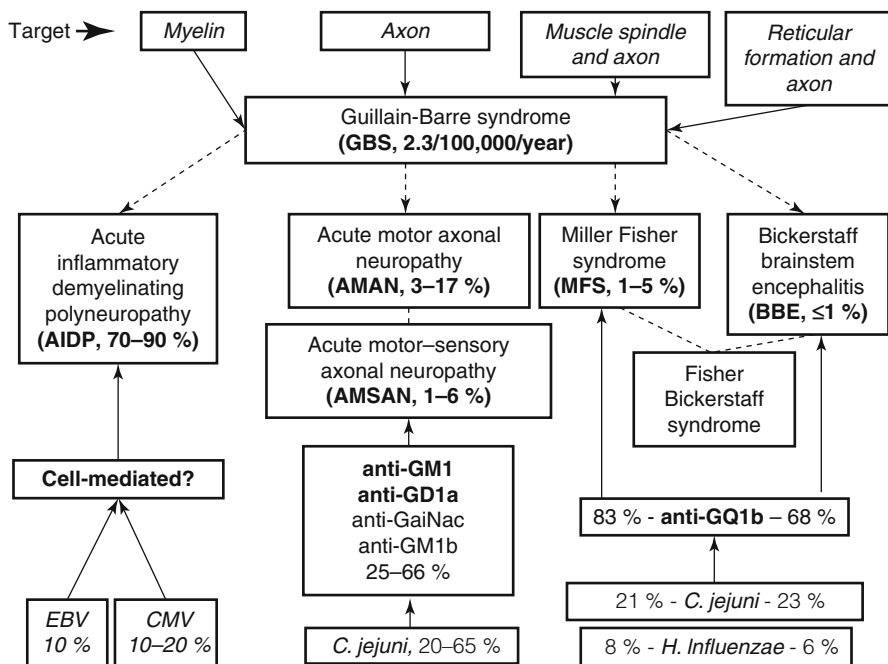 Target
Myelin
Axon
Muscle spindle
and axon
Reticular
formation and
axon
Guillain-Barre syndrome
(GBS, 2.3/100,000/year)
Acute
inflammatory
demyelinating
polyneuropathy
(AIDP, 70–90 %)
Acute motor axonal
neuropathy
(AMAN, 3–17 %)
Miller Fisher
syndrome
(MFS, 1–5 %)
Bickerstaff
brainstem
encephalitis
(BBE, ≤1 %)
Acute motor–sensory
axonal neuropathy
(AMSAN, 1–6 %)
Fisher
Bickerstaff
syndrome
Cell-mediated?
anti-GM1
anti-GD1a
anti-GaiNac
anti-GM1b
25–66 %
83 % - anti-GQ1b – 68 %
EBV
10 %
CMV
10–20 %
C. jejuni, 20–65 %
21 % - C. jejuni - 23 %
8 % - H. Influenzae - 6 %